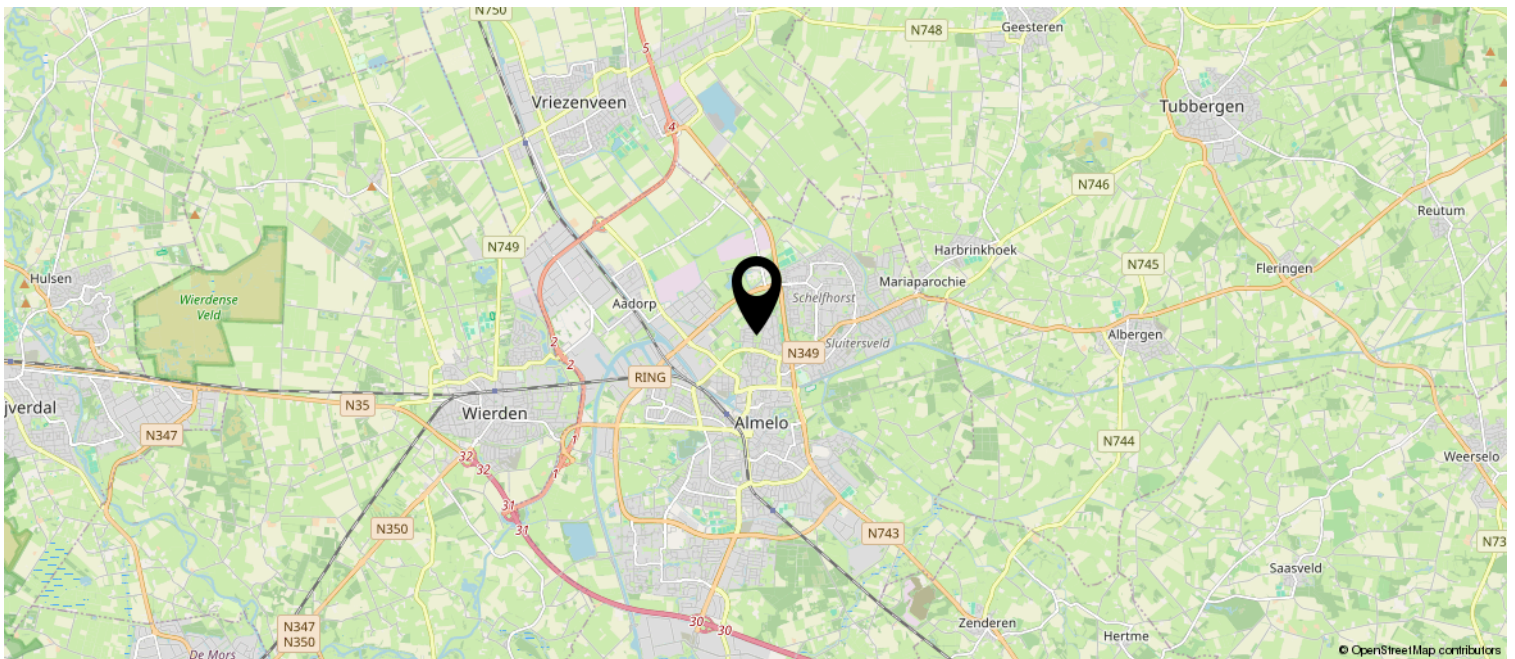 N750
N748
Geesteren
5
Vriezenveen
Tubbergen
4
N746
Reutum
N749
Harbrinkhoek
N745
Fleringen
Hulsen
Mariaparochie
Wierdense
Veld
Aadorp
Schelfhorst
Albergen
2
2
Sluitersveld
N349
RING
N35
ijverdal
Wierden
Almelo
N347
1
N744
32
32
1
Weerselo
31
31
N350
N743
N73
Saasveld
30
30
Zenderen
Hertme
N347
N350
De Mors
© OpenStreetMap contributors